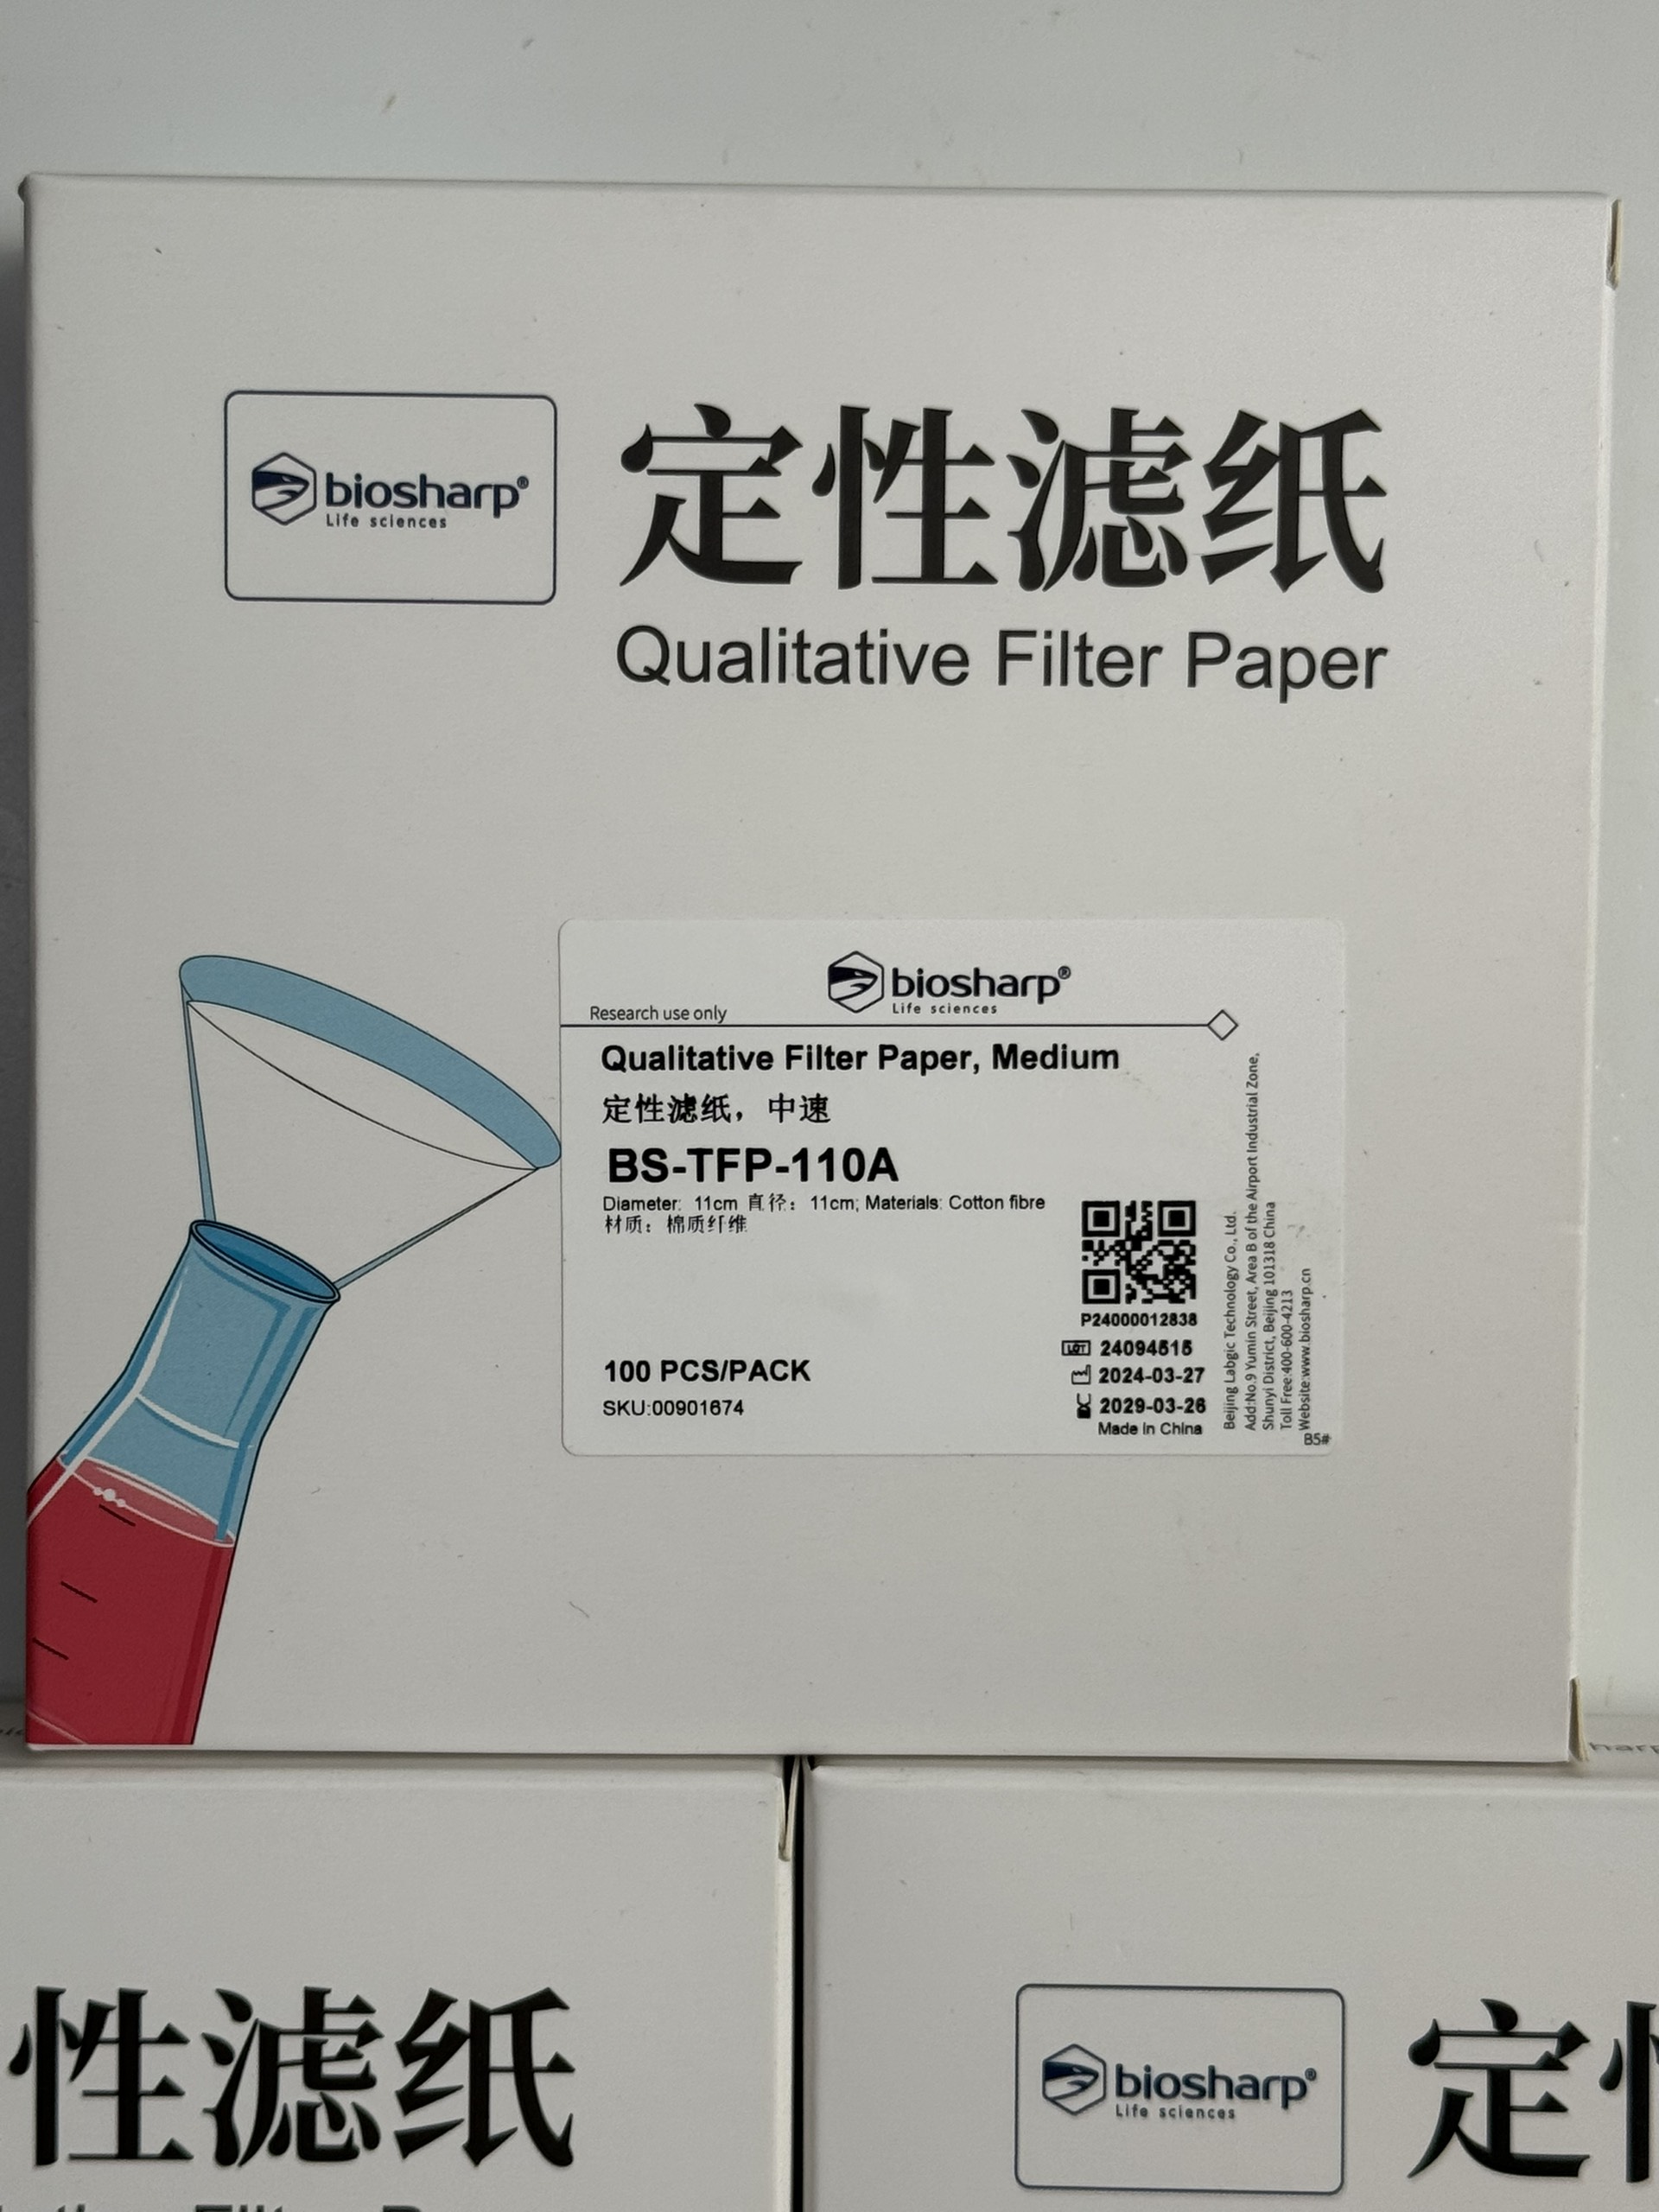 biosharp®
Life sciences
定性滤纸
Qualitative Filter Paper
biosharp®
Life sciences
Research use only
Qualitative Filter Paper, Medium
定性滤纸，中速
BS-TFP-110A
Diameter: 11cm 直径：11cm; Materials: Cotton fibre
材质：棉质纤维
P24000012838
LOT 24094515
2024-03-27
2029-03-26
Made in China
100 PCS/PACK
SKU:00901674
Beijing Labgic Technology Co., Ltd.
Add:No.9 Yumin Street, Area B of the Airport Industrial Zone,
Shunyi District, Beijing 101318 China
Toll Free:400-600-4213
Website:www.biosharp.cn
B5#
性滤纸
biosharp®
Life sciences
定